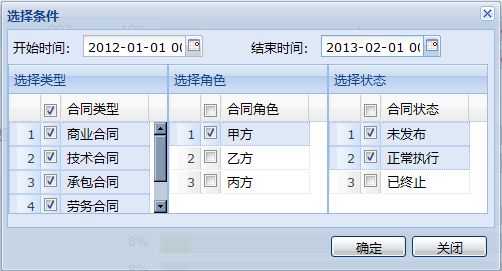 选择条件
开始时间: 2012-01-01 00 结束时间: 2013-02-01 00
选择类型 选择角色 选择状态
合同类型 合同角色 合同状态
1 商业合同 1 甲方 1 未发布
2 技术合同 2 乙方 2 正常执行
3 承包合同 3 丙方 3 已终止
4 劳务合同
确定 关闭
8%